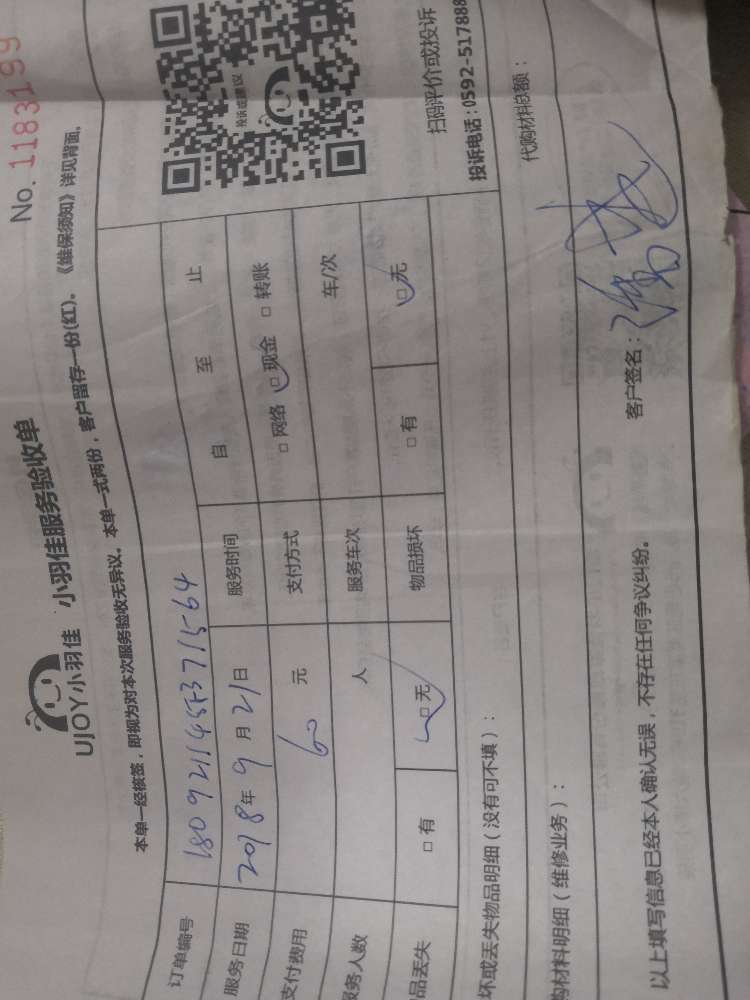 No. 1183199
UJOY小羽佳 小羽佳服务验收单
本单一经核签，即视为对本次服务验收无异议。本单一式两份，客户留存一份(红)。《维保须知》详见背面。
订单编号
服务日期 2018年9月21日 服务时间 自 至 止
支付费用 60 元 支付方式 □网络 □现金 □转账
服务人数 人 服务车次 车/次
品丢失 □有 □无 物品损坏 □有 □无
投诉或建议
扫码评价或投诉
投诉电话：0592-517888
坏或丢失物品明细（没有可不填）：
购材料明细（维修业务）： 代购材料总额：
以上填写信息已经本人确认无误，不存在任何争议纠纷。 客户签名：